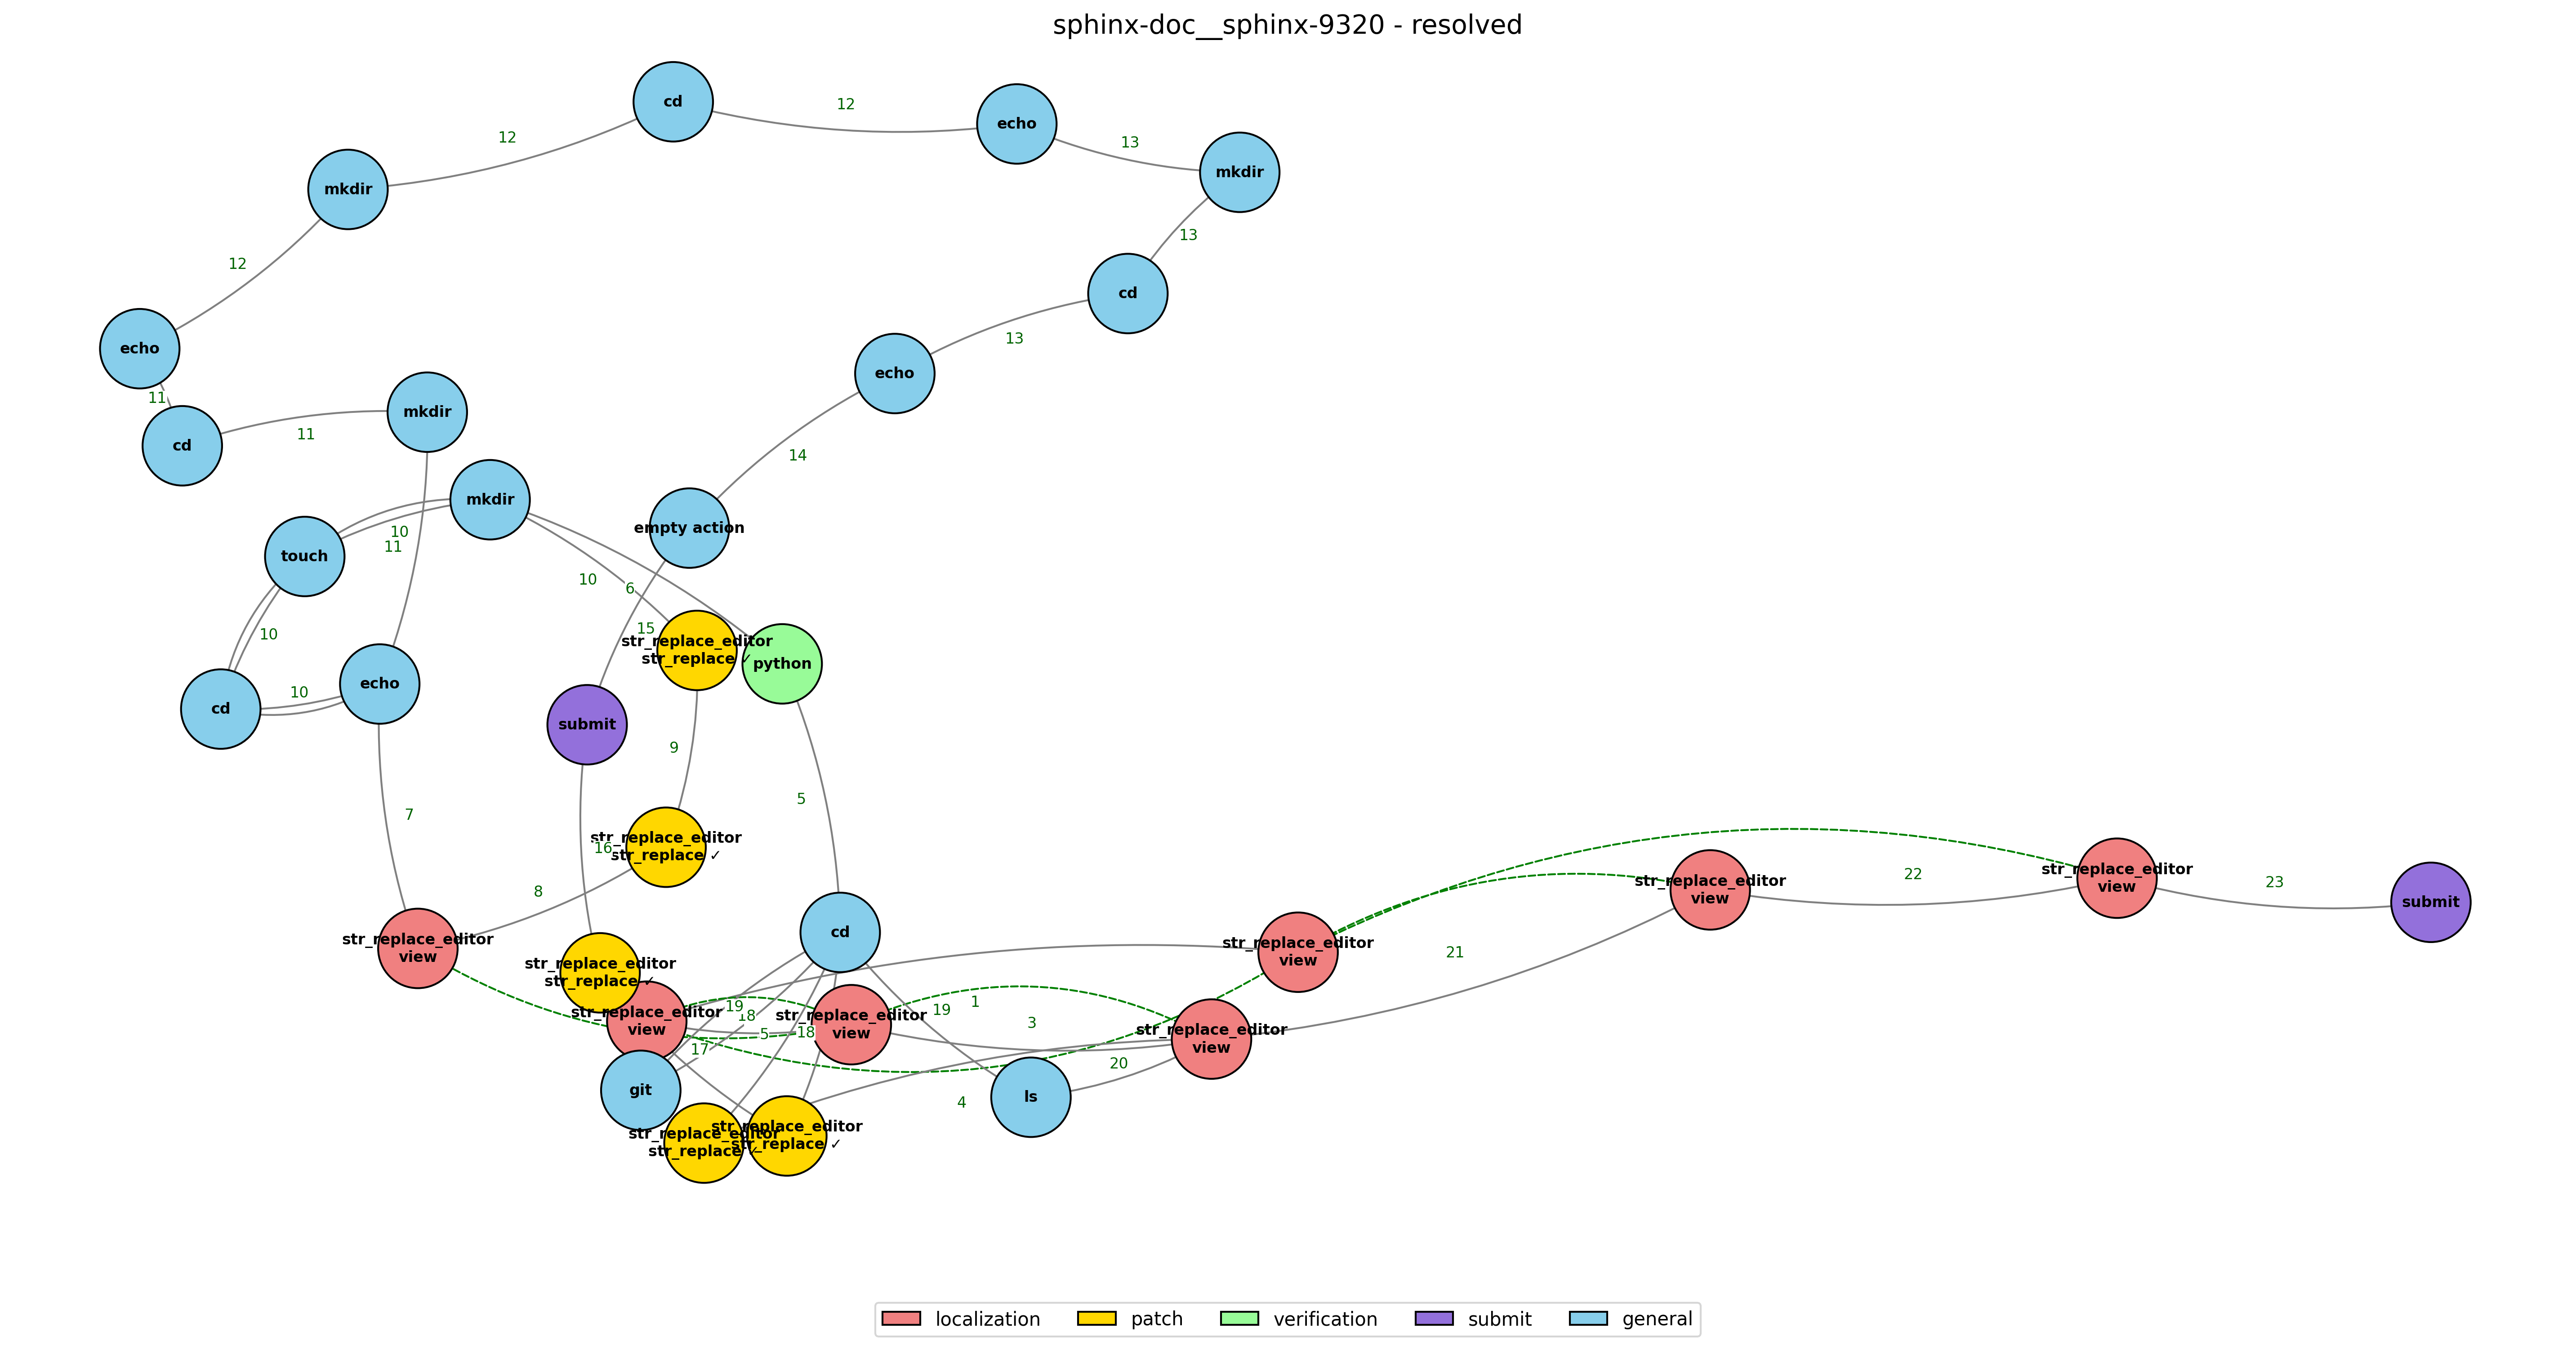 sphinx-doc__sphinx-9320 - resolved
cd
12
12
echo
13
mkdir
mkdir
13
12
cd
echo
13
echo
11
mkdir
cd
11
14
mkdir
empty action
touch
10
11
10
6
15
10
str_replace_editor
str_replace ✓
python
echo
10
cd
submit
9
5
7
str_replace_editor
str_replace ✓
16
8
str_replace_editor
view
22
str_replace_editor
view
23
submit
str_replace_editor
view
cd
str_replace_editor
view
21
str_replace_editor
str_replace ✓
str_replace_editor
view
19
18
5
18
17
str_replace_editor
view
19
1
3
str_replace_editor
view
20
git
ls
4
str_replace_editor
str_replace
str_replace_editor
str_replace ✓
localization
patch
verification
submit
general